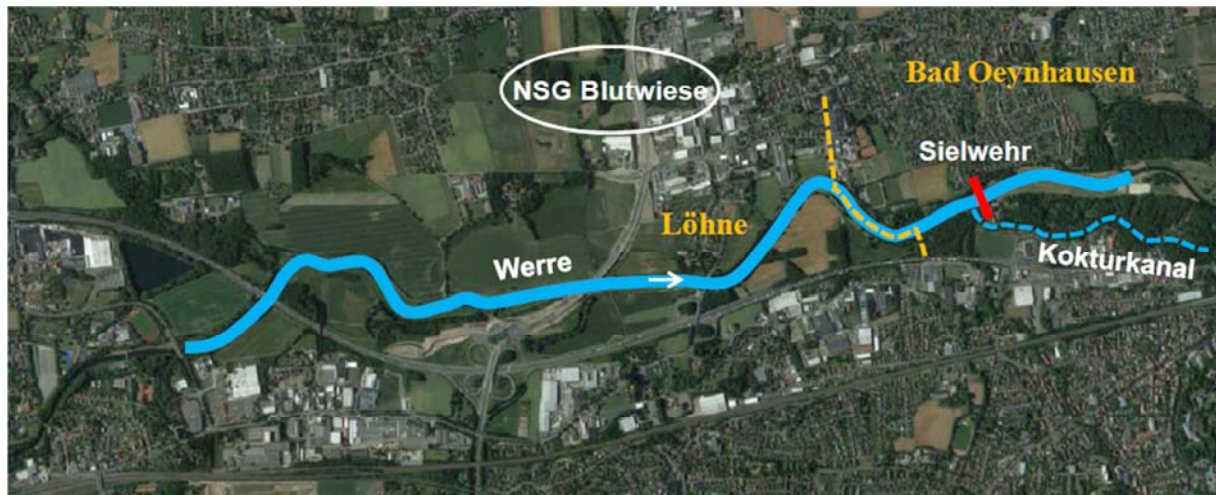 Bad Oeynhausen
NSG Blutwiese
Sielwehr
Löhne
Werre
Kokturkanal